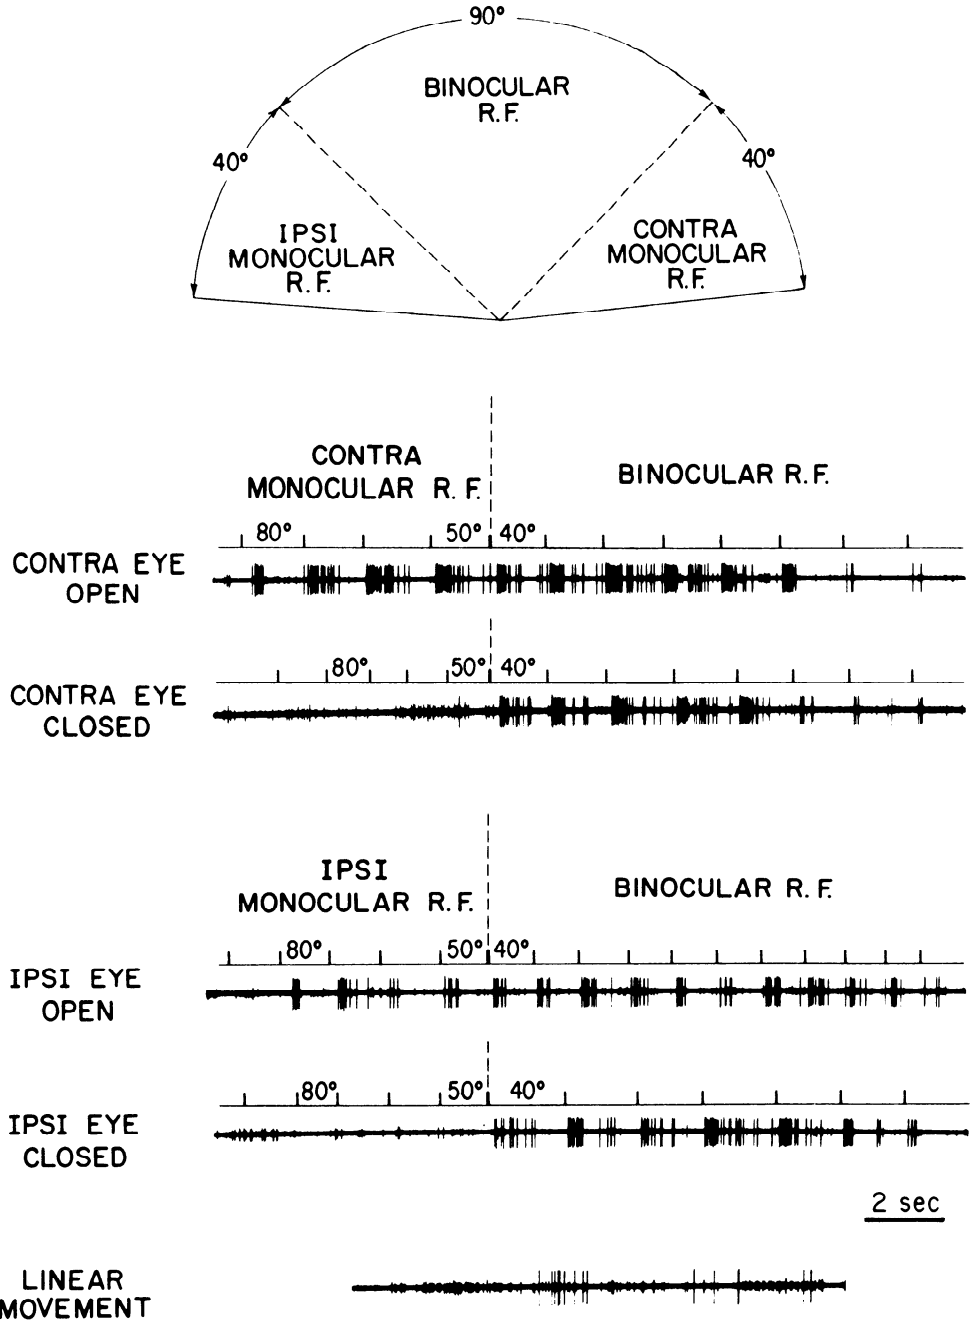 90°
BINOCULAR
R.F.
40°
40°
IPSI
MONOCULAR
R.F.
CONTRA
MONOCULAR
R.F.
CONTRA
MONOCULAR R.F.
BINOCULAR R.F.
80° 50° 40°
CONTRA EYE
OPEN
80° 50° 40°
CONTRA EYE
CLOSED
IPSI
MONOCULAR R.F.
BINOCULAR R.F.
80° 50° 40°
IPSI EYE
OPEN
80° 50° 40°
IPSI EYE
CLOSED
2 sec
LINEAR
MOVEMENT